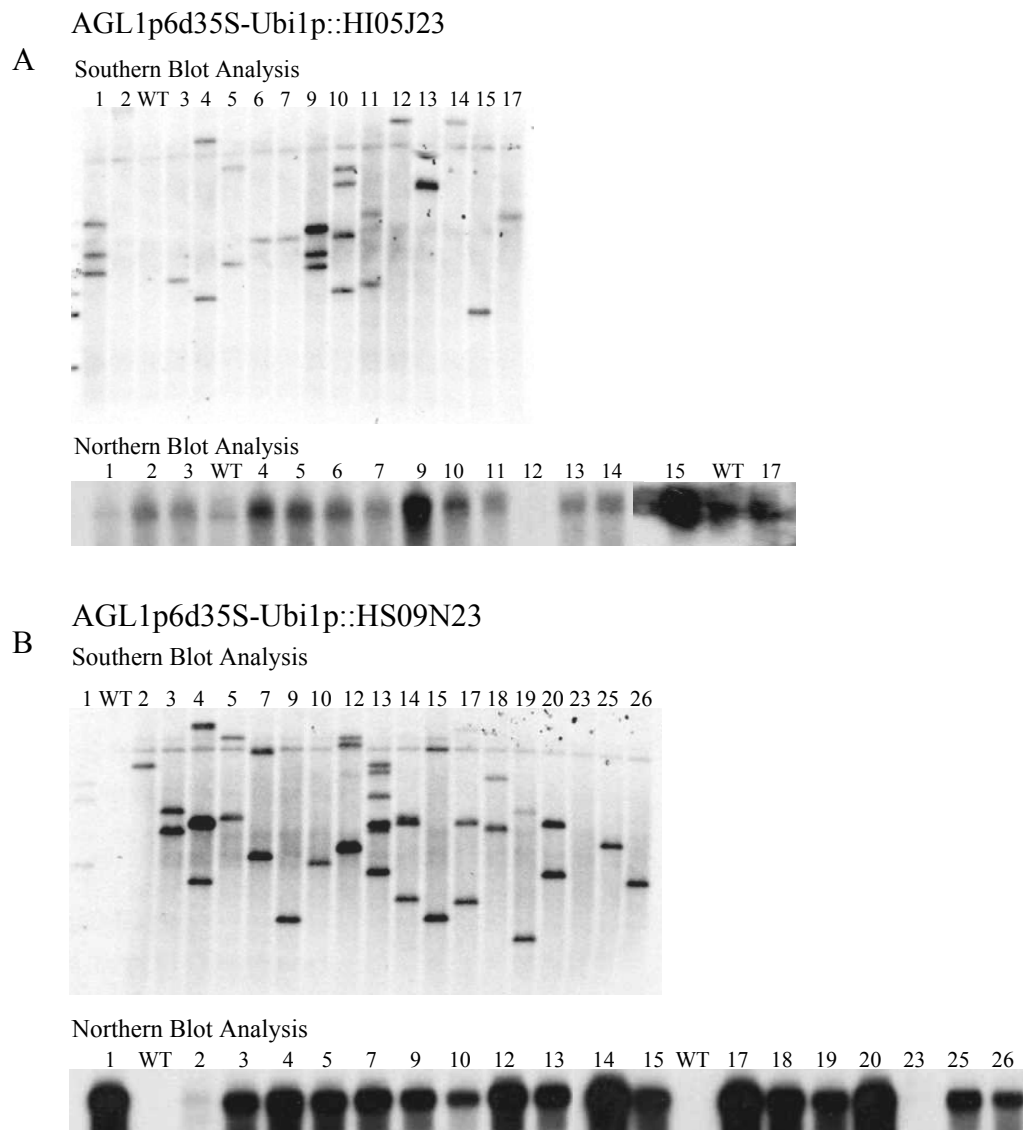 AGL1p6d35S-Ubi1p::HI05J23
A
Southern Blot Analysis
1 2 WT 3 4 5 6 7 9 10 11 12 13 14 15 17
Northern Blot Analysis
1 2 3 WT 4 5 6 7 9 10 11 12 13 14 15 WT 17
AGL1p6d35S-Ubi1p::HS09N23
B
Southern Blot Analysis
1 WT 2 3 4 5 7 9 10 12 13 14 15 17 18 19 20 23 25 26
Northern Blot Analysis
1 WT 2 3 4 5 7 9 10 12 13 14 15 WT 17 18 19 20 23 25 26